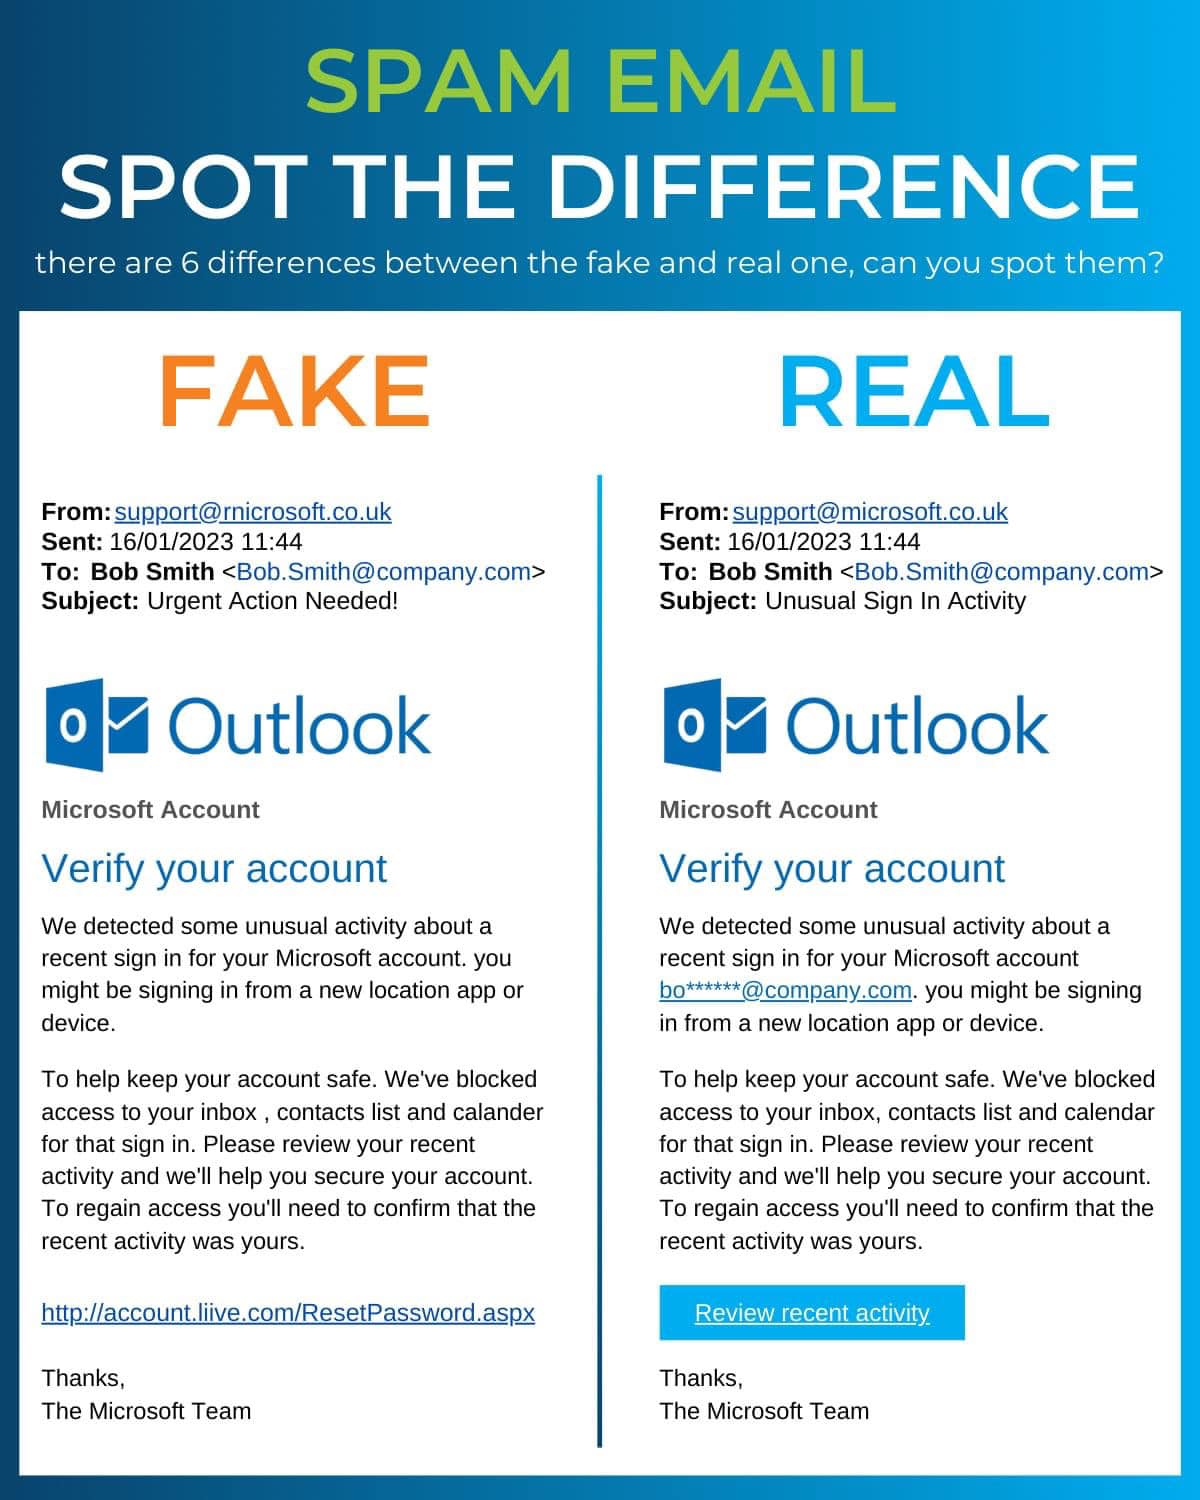 SPAM EMAIL
SPOT THE DIFFERENCE
there are 6 differences between the fake and real one, can you spot them?
FAKE
From: support@rnicrosoft.co.uk
Sent: 16/01/2023 11:44
To: Bob Smith <Bob.Smith@company.com>
Subject: Urgent Action Needed!
O Outlook
Microsoft Account
Verify your account
We detected some unusual activity about a
recent sign in for your Microsoft account. you
might be signing in from a new location app or
device.
To help keep your account safe. We've blocked
access to your inbox , contacts list and calander
for that sign in. Please review your recent
activity and we'll help you secure your account.
To regain access you'll need to confirm that the
recent activity was yours.
http://account.liive.com/ResetPassword.aspx
Thanks,
The Microsoft Team
REAL
From: support@microsoft.co.uk
Sent: 16/01/2023 11:44
To: Bob Smith <Bob.Smith@company.com>
Subject: Unusual Sign In Activity
O Outlook
Microsoft Account
Verify your account
We detected some unusual activity about a
recent sign in for your Microsoft account
bo******@company.com. you might be signing
in from a new location app or device.
To help keep your account safe. We've blocked
access to your inbox, contacts list and calendar
for that sign in. Please review your recent
activity and we'll help you secure your account.
To regain access you'll need to confirm that the
recent activity was yours.
Review recent activity
Thanks,
The Microsoft Team